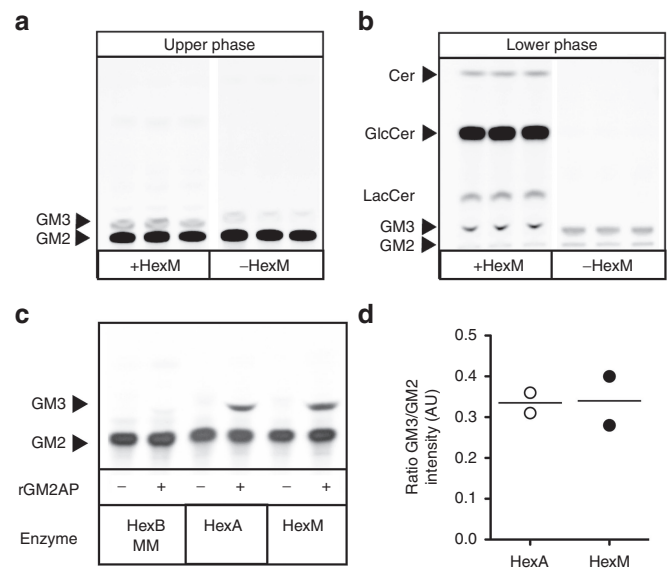 a
Upper phase
GM3
GM2
+HexM
–HexM
b
Lower phase
Cer
GlcCer
LacCer
GM3
GM2
+HexM
–HexM
c
GM3
GM2
rGM2AP
– + – + – +
Enzyme
HexB
MM
HexA
HexM
d
Ratio GM3/GM2
intensity (AU)
0.5
0.4
0.3
0.2
0.1
0.0
HexA
HexM